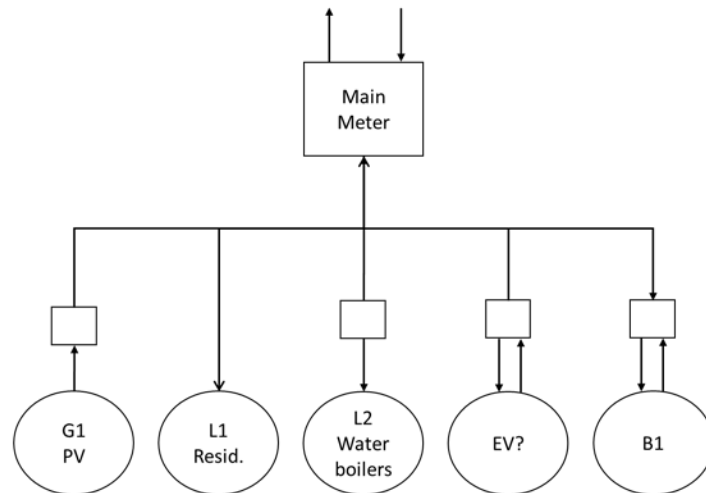 Main
Meter
G1
PV
L1
Resid.
L2
Water
boilers
EV?
B1